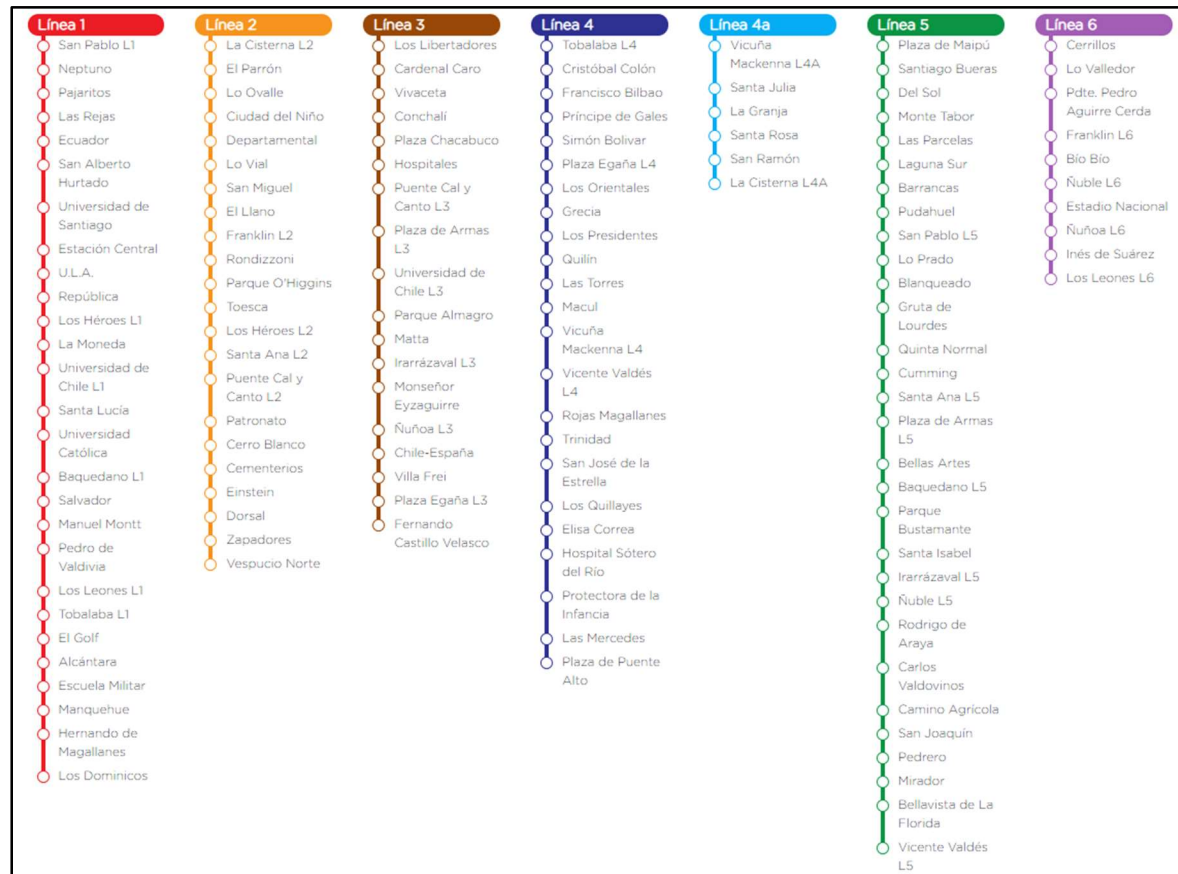 Línea 1
San Pablo L1
Neptuno
Pajaritos
Las Rejas
Ecuador
San Alberto
Hurtado
Universidad de
Santiago
Estación Central
U.L.A.
República
Los Héroes L1
La Moneda
Universidad de
Chile L1
Santa Lucía
Universidad
Católica
Baquedano L1
Salvador
Manuel Montt
Pedro de
Valdivia
Los Leones L1
Tobalaba L1
El Golf
Alcántara
Escuela Militar
Manquehue
Hernando de
Magallanes
Los Dominicos
Línea 2
La Cisterna L2
El Parrón
Lo Ovalle
Ciudad del Niño
Departamental
Lo Vial
San Miguel
El Llano
Franklin L2
Rondizzoni
Parque O'Higgins
Toesca
Los Héroes L2
Santa Ana L2
Puente Cal y
Canto L2
Patronato
Cerro Blanco
Cementerios
Einstein
Dorsal
Zapadores
Vespucio Norte
Línea 3
Los Libertadores
Cardenal Caro
Vivaceta
Conchalí
Plaza Chacabuco
Hospitales
Puente Cal y
Canto L3
Plaza de Armas
L3
Universidad de
Chile L3
Parque Almagro
Matta
Irarrázaval L3
Monseñor
Eyzaguirre
Ñuñoa L3
Chile-España
Villa Frei
Plaza Egaña L3
Fernando
Castillo Velasco
Línea 4
Tobalaba L4
Cristóbal Colón
Francisco Bilbao
Príncipe de Gales
Simón Bolivar
Plaza Egaña L4
Los Orientales
Grecia
Los Presidentes
Quilín
Las Torres
Macul
Vicuña
Mackenna L4
Vicente Valdés
L4
Rojas Magallanes
Trinidad
San José de la
Estrella
Los Quillayes
Elisa Correa
Hospital Sótero
del Río
Protectora de la
Infancia
Las Mercedes
Plaza de Puente
Alto
Línea 4a
Vicuña
Mackenna L4A
Santa Julia
La Granja
Santa Rosa
San Ramón
La Cisterna L4A
Línea 5
Plaza de Maipú
Santiago Bueras
Del Sol
Monte Tabor
Las Parcelas
Laguna Sur
Barrancas
Pudahuel
San Pablo L5
Lo Prado
Blanqueado
Gruta de
Lourdes
Quinta Normal
Cumming
Santa Ana L5
Plaza de Armas
L5
Bellas Artes
Baquedano L5
Parque
Bustamante
Santa Isabel
Irarrázaval L5
Ñuble L5
Rodrigo de
Araya
Carlos
Valdovinos
Camino Agrícola
San Joaquín
Pedrero
Mirador
Bellavista de La
Florida
Vicente Valdés
L5
Línea 6
Cerrillos
Lo Valledor
Pdte. Pedro
Aguirre Cerda
Franklin L6
Bío Bío
Ñuble L6
Estadio Nacional
Ñuñoa L6
Inés de Suárez
Los Leones L6